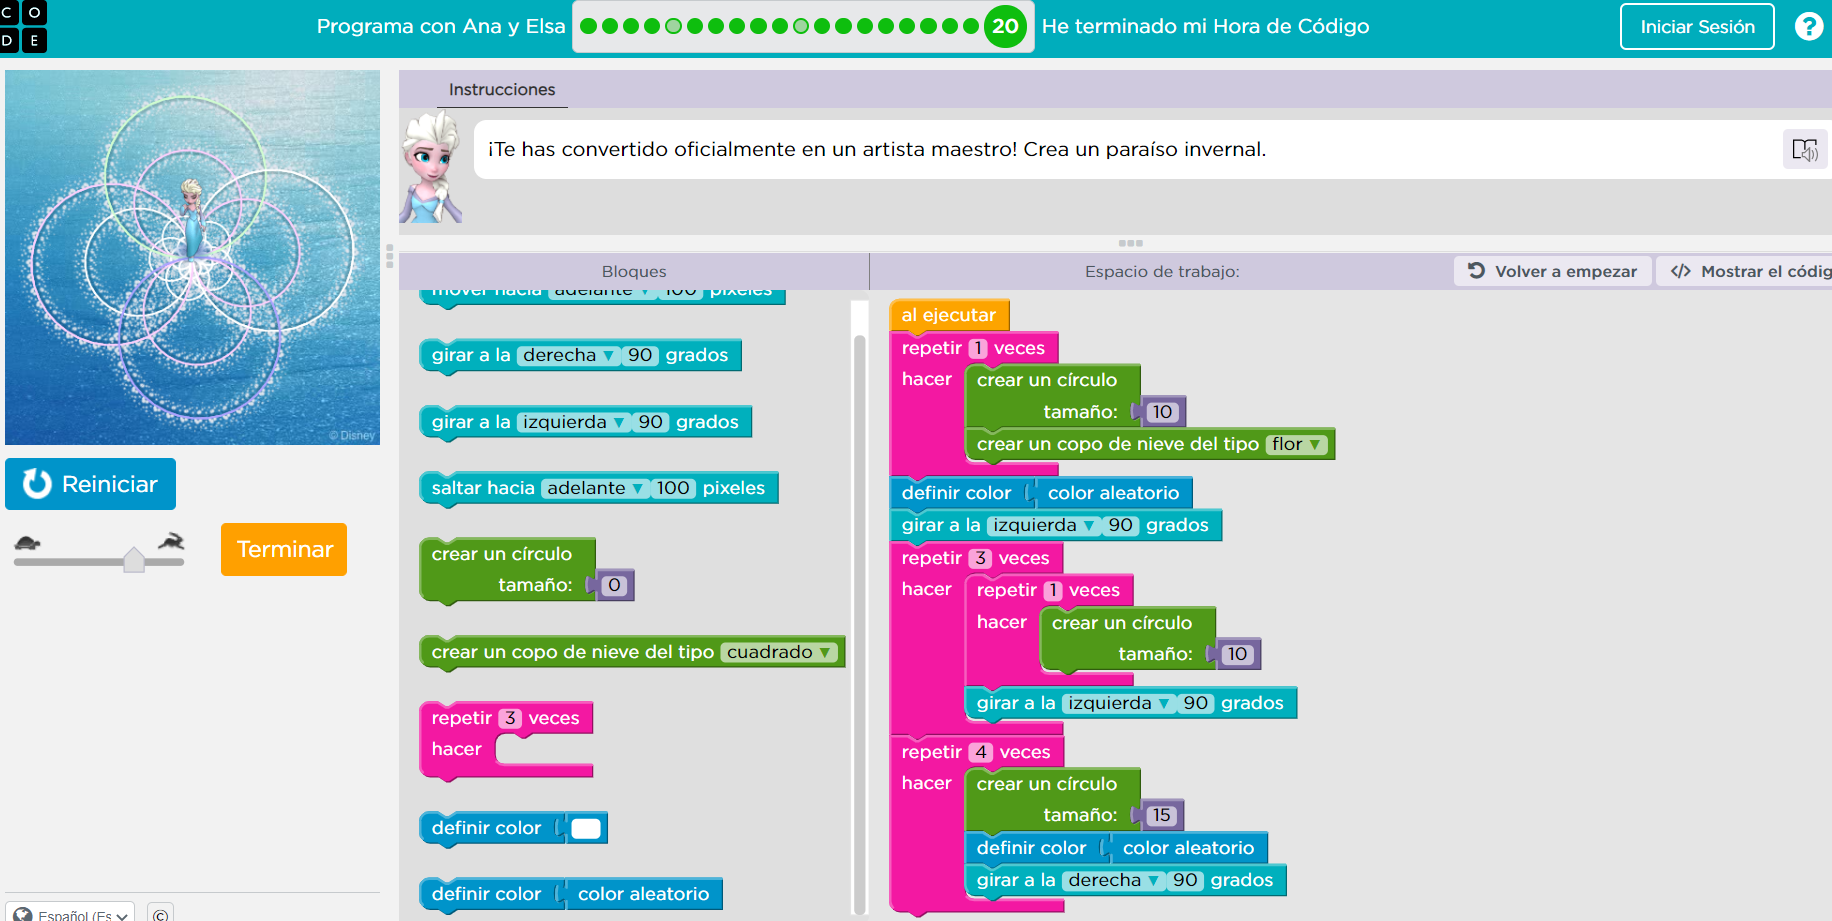 C O
D E
Programa con Ana y Elsa
20
He terminado mi Hora de Código
Iniciar Sesión
?
Instrucciones
¡Te has convertido oficialmente en un artista maestro! Crea un paraíso invernal.
© Disney
Reiniciar
Terminar
Español (Es
©
Bloques
mover hacia adelante ▼ 100 pixeles
girar a la derecha ▼ 90 grados
girar a la izquierda ▼ 90 grados
saltar hacia adelante ▼ 100 pixeles
crear un círculo
tamaño: 0
crear un copo de nieve del tipo cuadrado ▼
repetir 3 veces
hacer
definir color
definir color color aleatorio
Espacio de trabajo:
Volver a empezar
</> Mostrar el códig
al ejecutar
repetir 1 veces
hacer crear un círculo
tamaño: 10
crear un copo de nieve del tipo flor ▼
definir color color aleatorio
girar a la izquierda ▼ 90 grados
repetir 3 veces
hacer repetir 1 veces
hacer crear un círculo
tamaño: 10
girar a la izquierda ▼ 90 grados
repetir 4 veces
hacer crear un círculo
tamaño: 15
definir color color aleatorio
girar a la derecha ▼ 90 grados